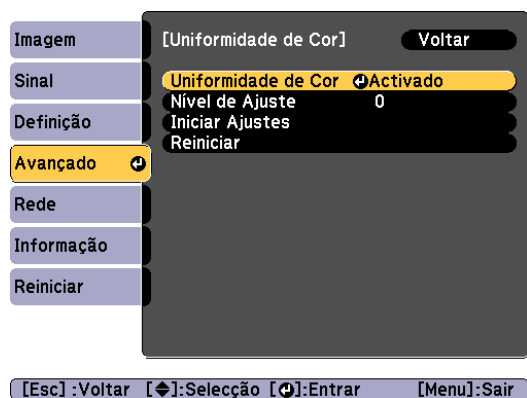 Imagem
Sinal
Definição
Avançado
Rede
Informação
Reiniciar
[Uniformidade de Cor] Voltar
Uniformidade de Cor Activado
Nível de Ajuste 0
Iniciar Ajustes
Reiniciar
[Esc] :Voltar [◆]:Selecção [↵]:Entrar [Menu]:Sair